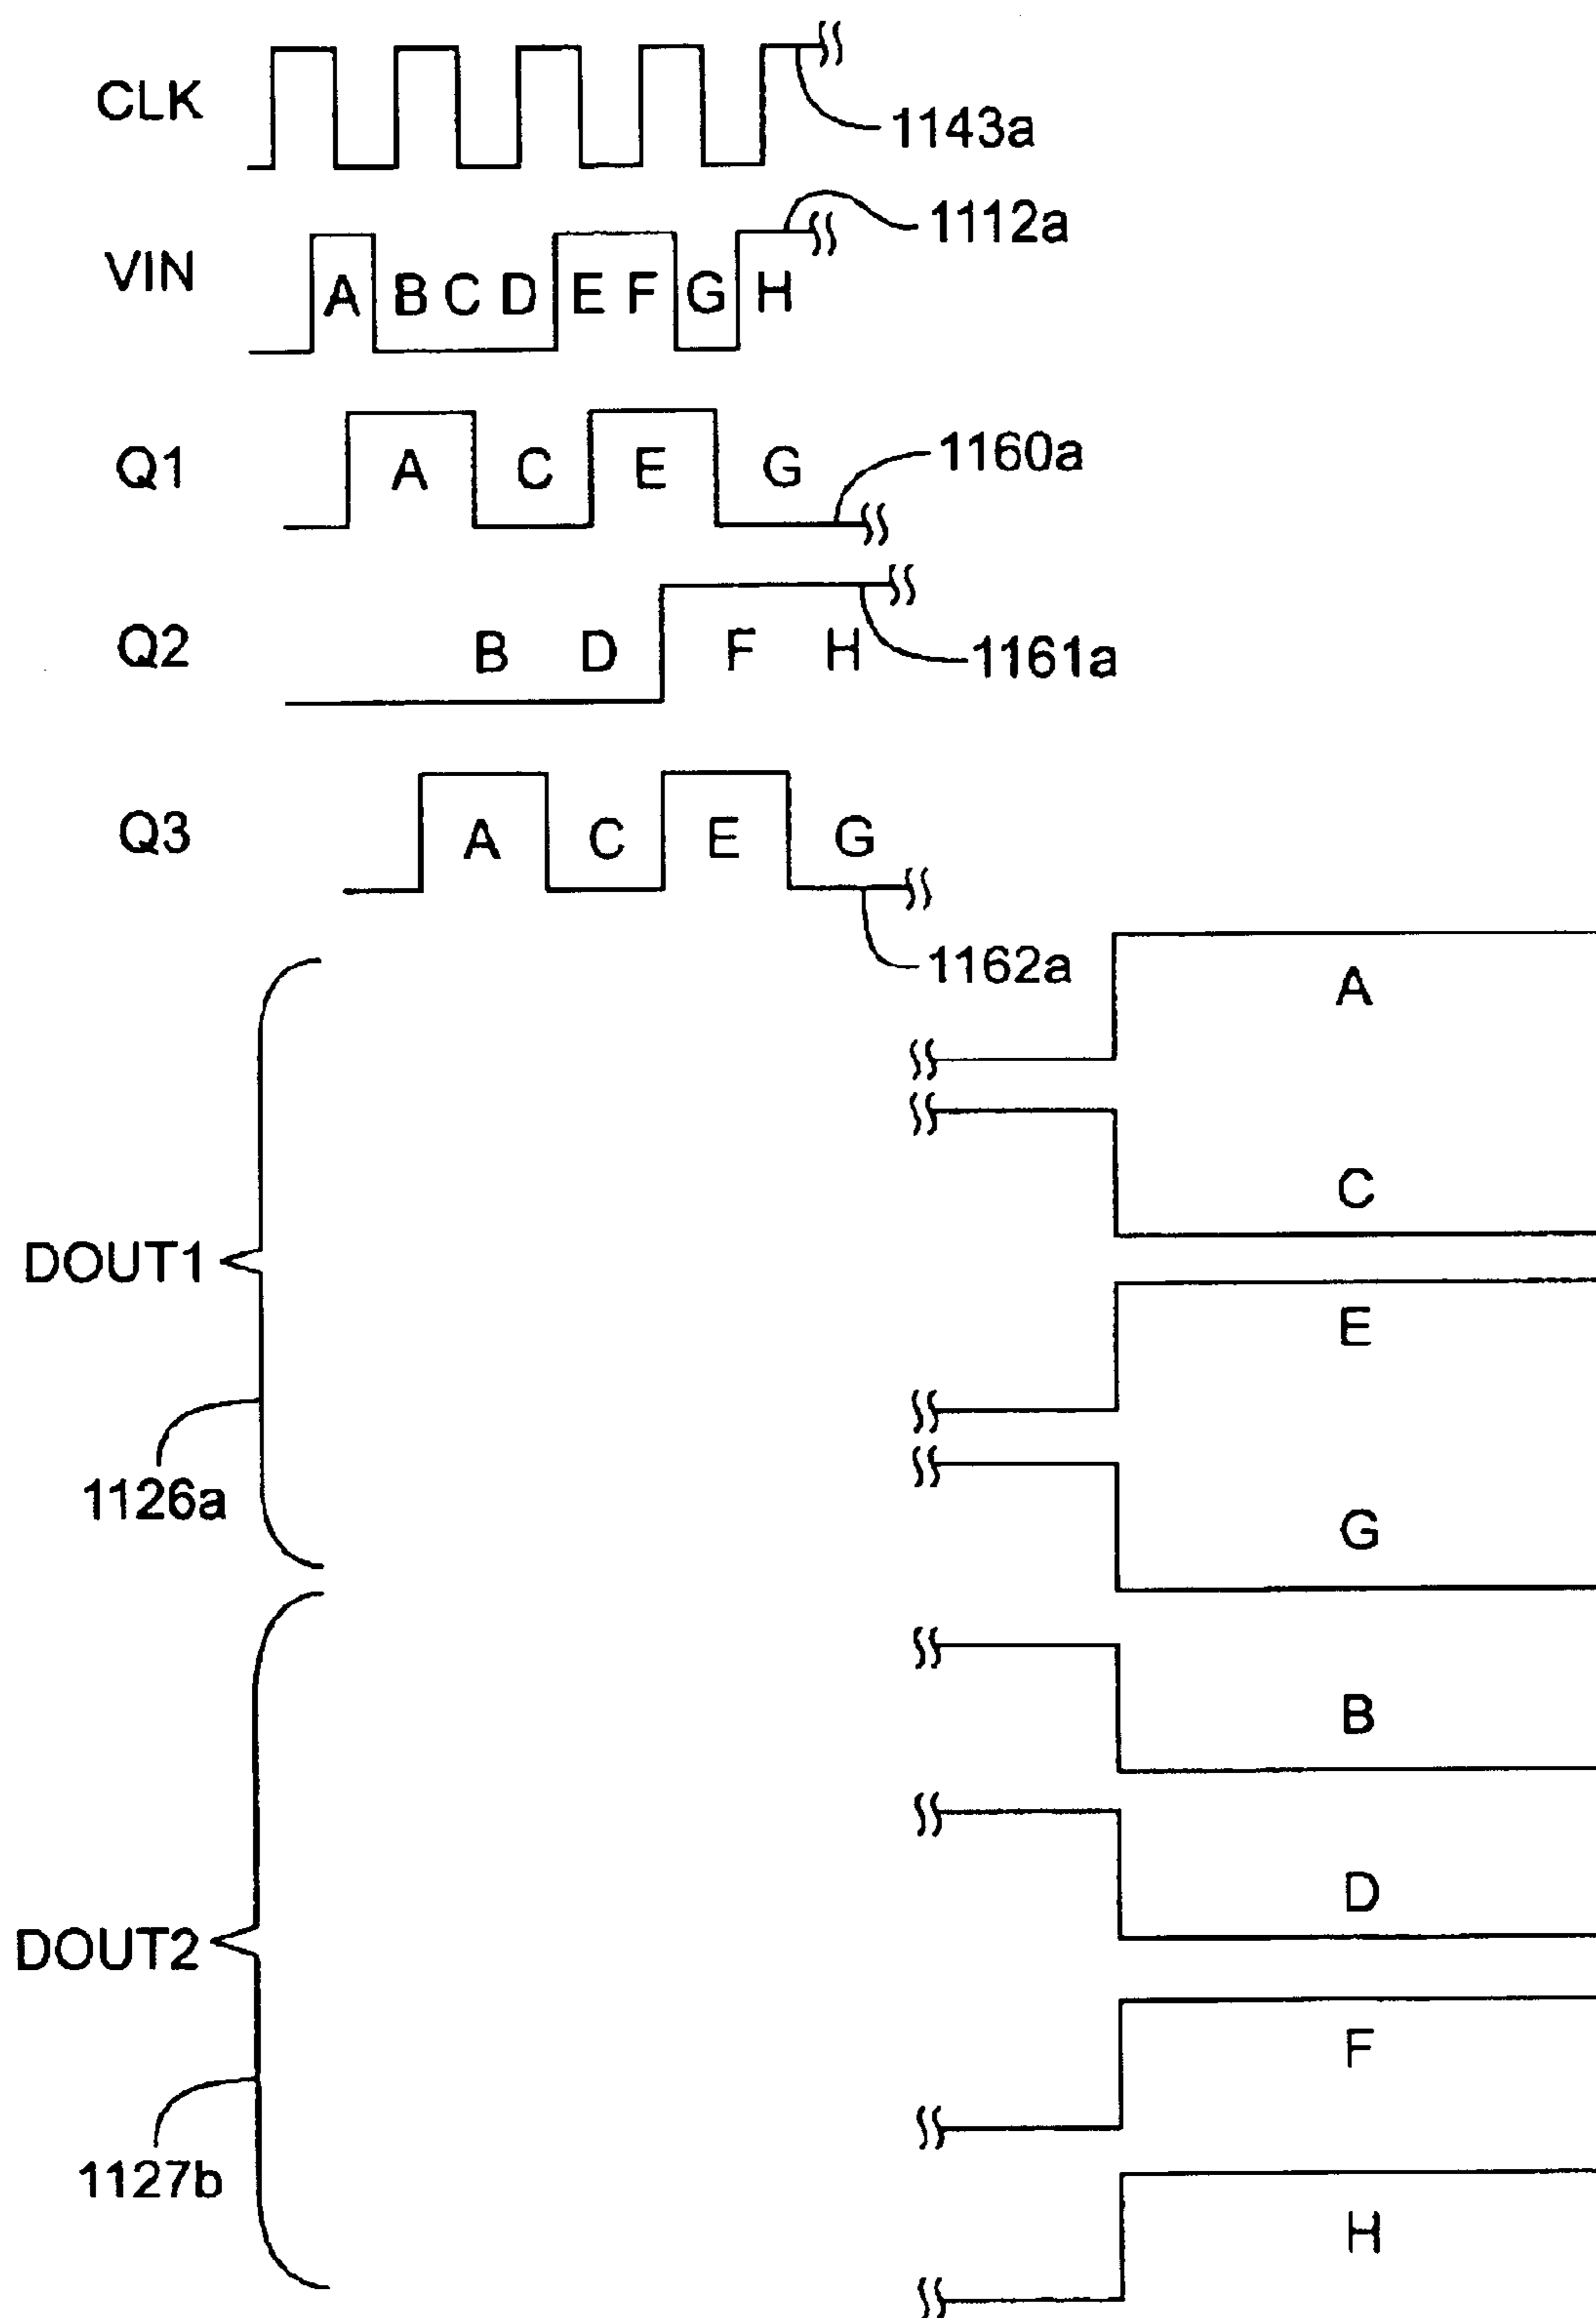 CLK
1143a
VIN
A B C D E F G H
1112a
Q1
A C E G
1160a
Q2
B D F H
1161a
Q3
A C E G
1162a
DOUT1
1126a
A
C
E
G
DOUT2
1127b
B
D
F
H